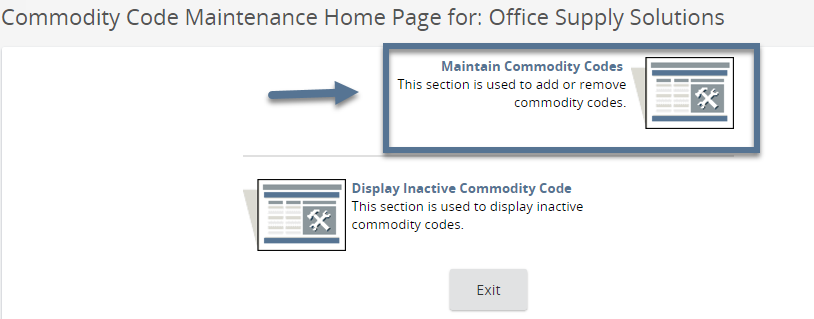 Commodity Code Maintenance Home Page for: Office Supply Solutions
Maintain Commodity Codes
This section is used to add or remove
commodity codes.
Display Inactive Commodity Code
This section is used to display inactive
commodity codes.
Exit